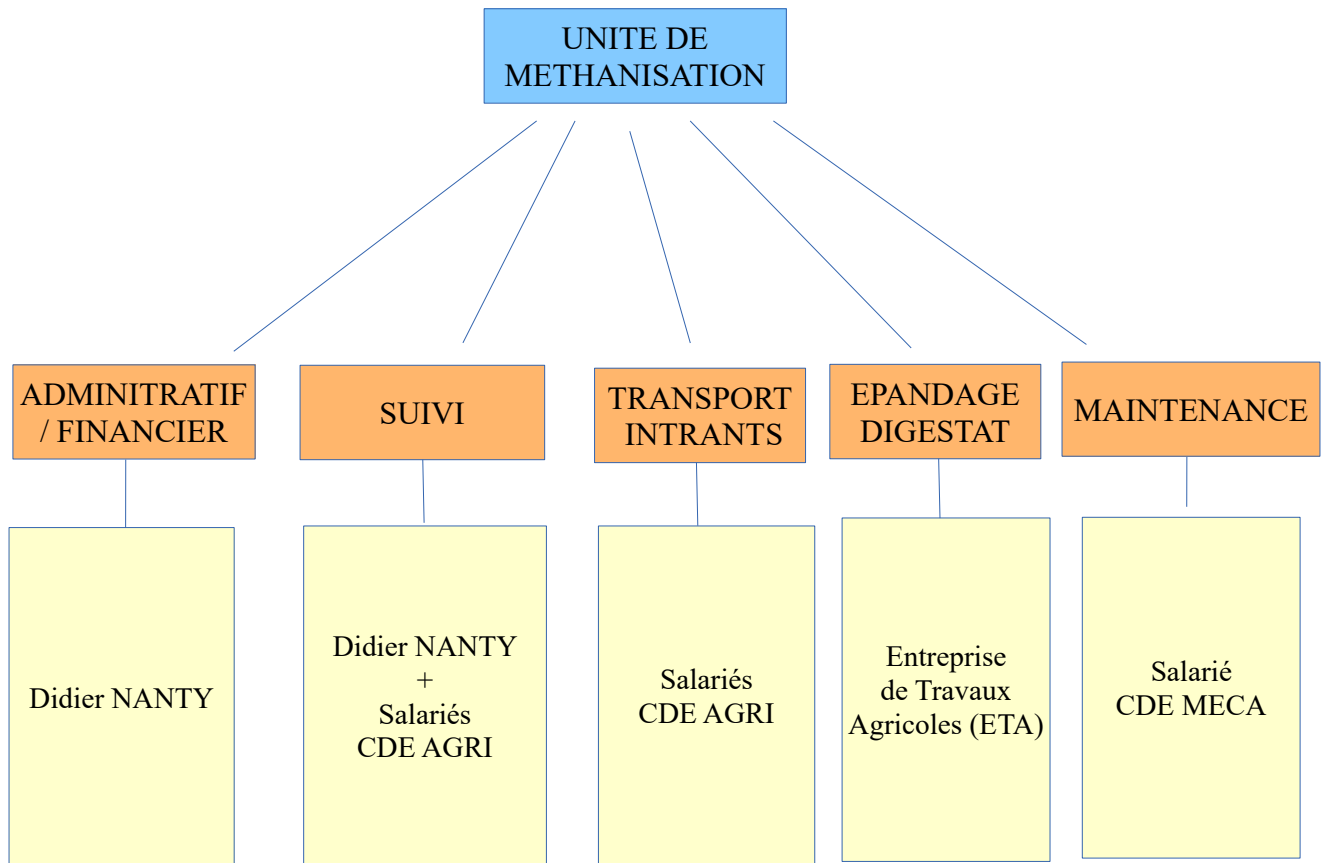 UNITE DE
METHANISATION
ADMINITRATIF
/ FINANCIER
SUIVI
TRANSPORT
INTRANTS
EPANDAGE
DIGESTAT
MAINTENANCE
Didier NANTY
Didier NANTY
+
Salariés
CDE AGRI
Salariés
CDE AGRI
Entreprise
de Travaux
Agricoles (ETA)
Salarié
CDE MECA